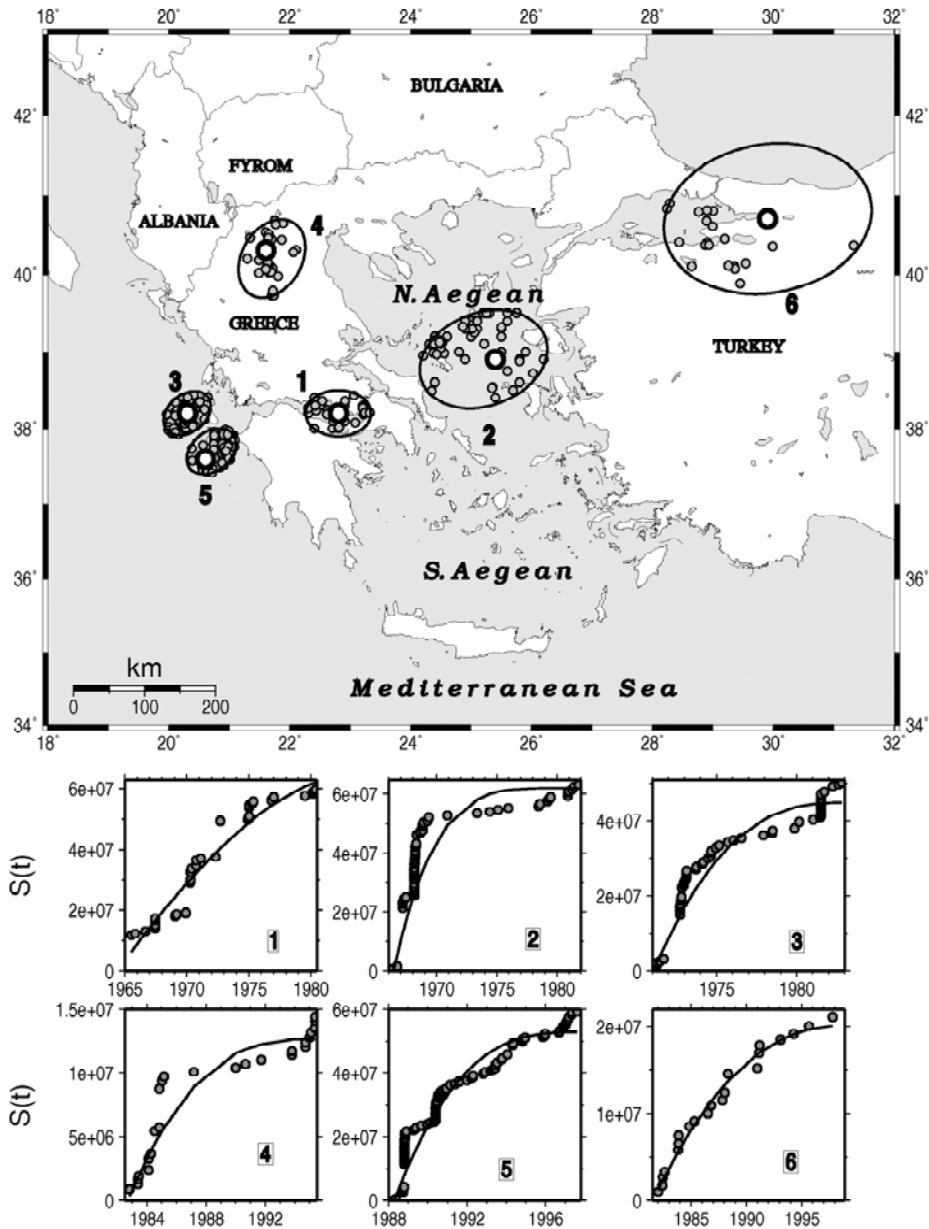 18° 20° 22° 24° 26° 28° 30° 32°
BULGARIA
42° 42°
FYROM
ALBANIA
4
40° 40°
N. Aegean
6
GREECE
TURKEY
3 1
38° 38°
2
5
36° 36°
S. Aegean
km
0 100 200
Mediterranean Sea
34° 34°
18° 20° 22° 24° 26° 28° 30° 32°
S(t)
6e+07
4e+07
2e+07
0
1
1965 1970 1975 1980
6e+07
4e+07
2e+07
0
2
1970 1975 1980
4e+07
2e+07
0
3
1975 1980
S(t)
1.5e+07
1e+07
5e+06
0
4
1984 1988 1992
6e+07
4e+07
2e+07
0
5
1988 1992 1996
2e+07
1e+07
0
6
1985 1990 1995